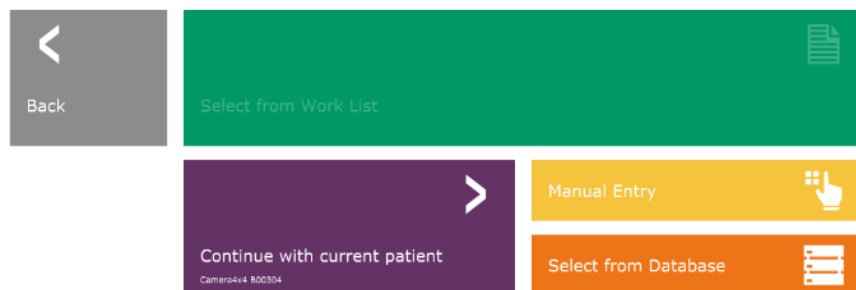 Back
Select from Work List
Continue with current patient
Camera4x4 B00304
Manual Entry
Select from Database